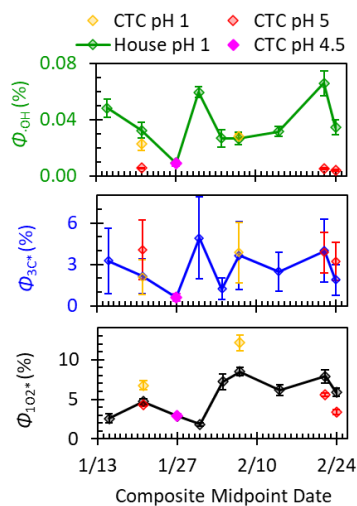 CTC pH 1 CTC pH 5
House pH 1 CTC pH 4.5
0.08
0.04
0.00
Φ·OH (%)
9
6
3
0
Φ3C* (%)
10
5
0
Φ1O2* (%)
1/13 1/27 2/10 2/24
Composite Midpoint Date